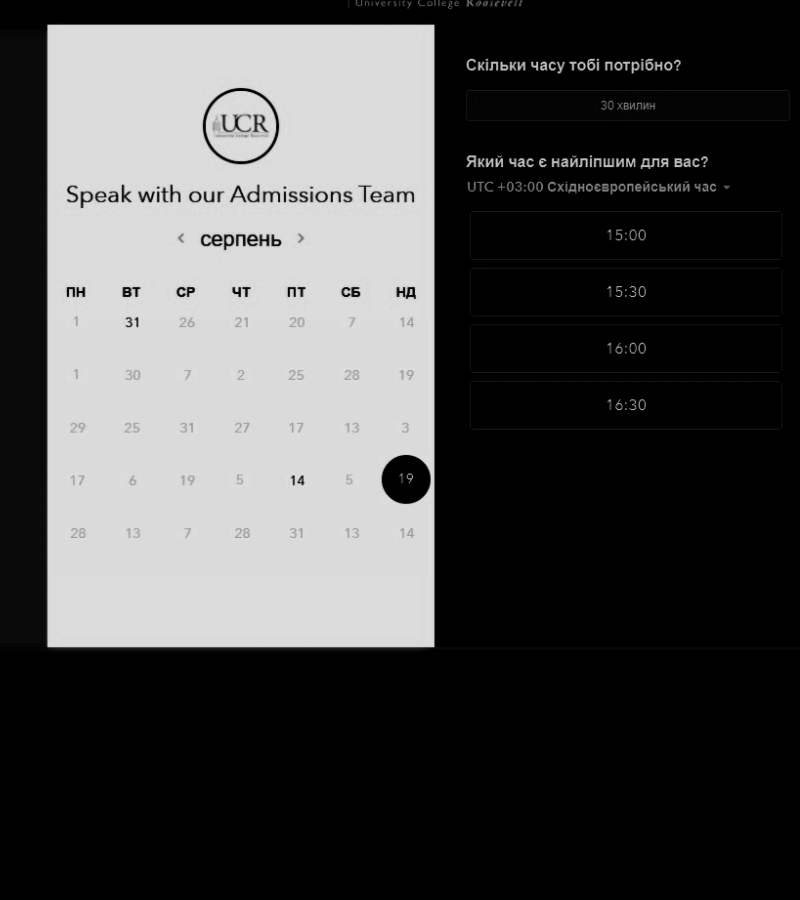 | University College Roosevelt
UCR
University College Roosevelt
Speak with our Admissions Team
< серпень >
ПН ВТ СР ЧТ ПТ СБ НД
1 31 26 21 20 7 14
1 30 7 2 25 28 19
29 25 31 27 17 13 3
17 6 19 5 14 5 19
28 13 7 28 31 13 14
Скільки часу тобі потрібно?
30 хвилин
Який час є найліпшим для вас?
UTC +03:00 Східноєвропейський час
15:00
15:30
16:00
16:30